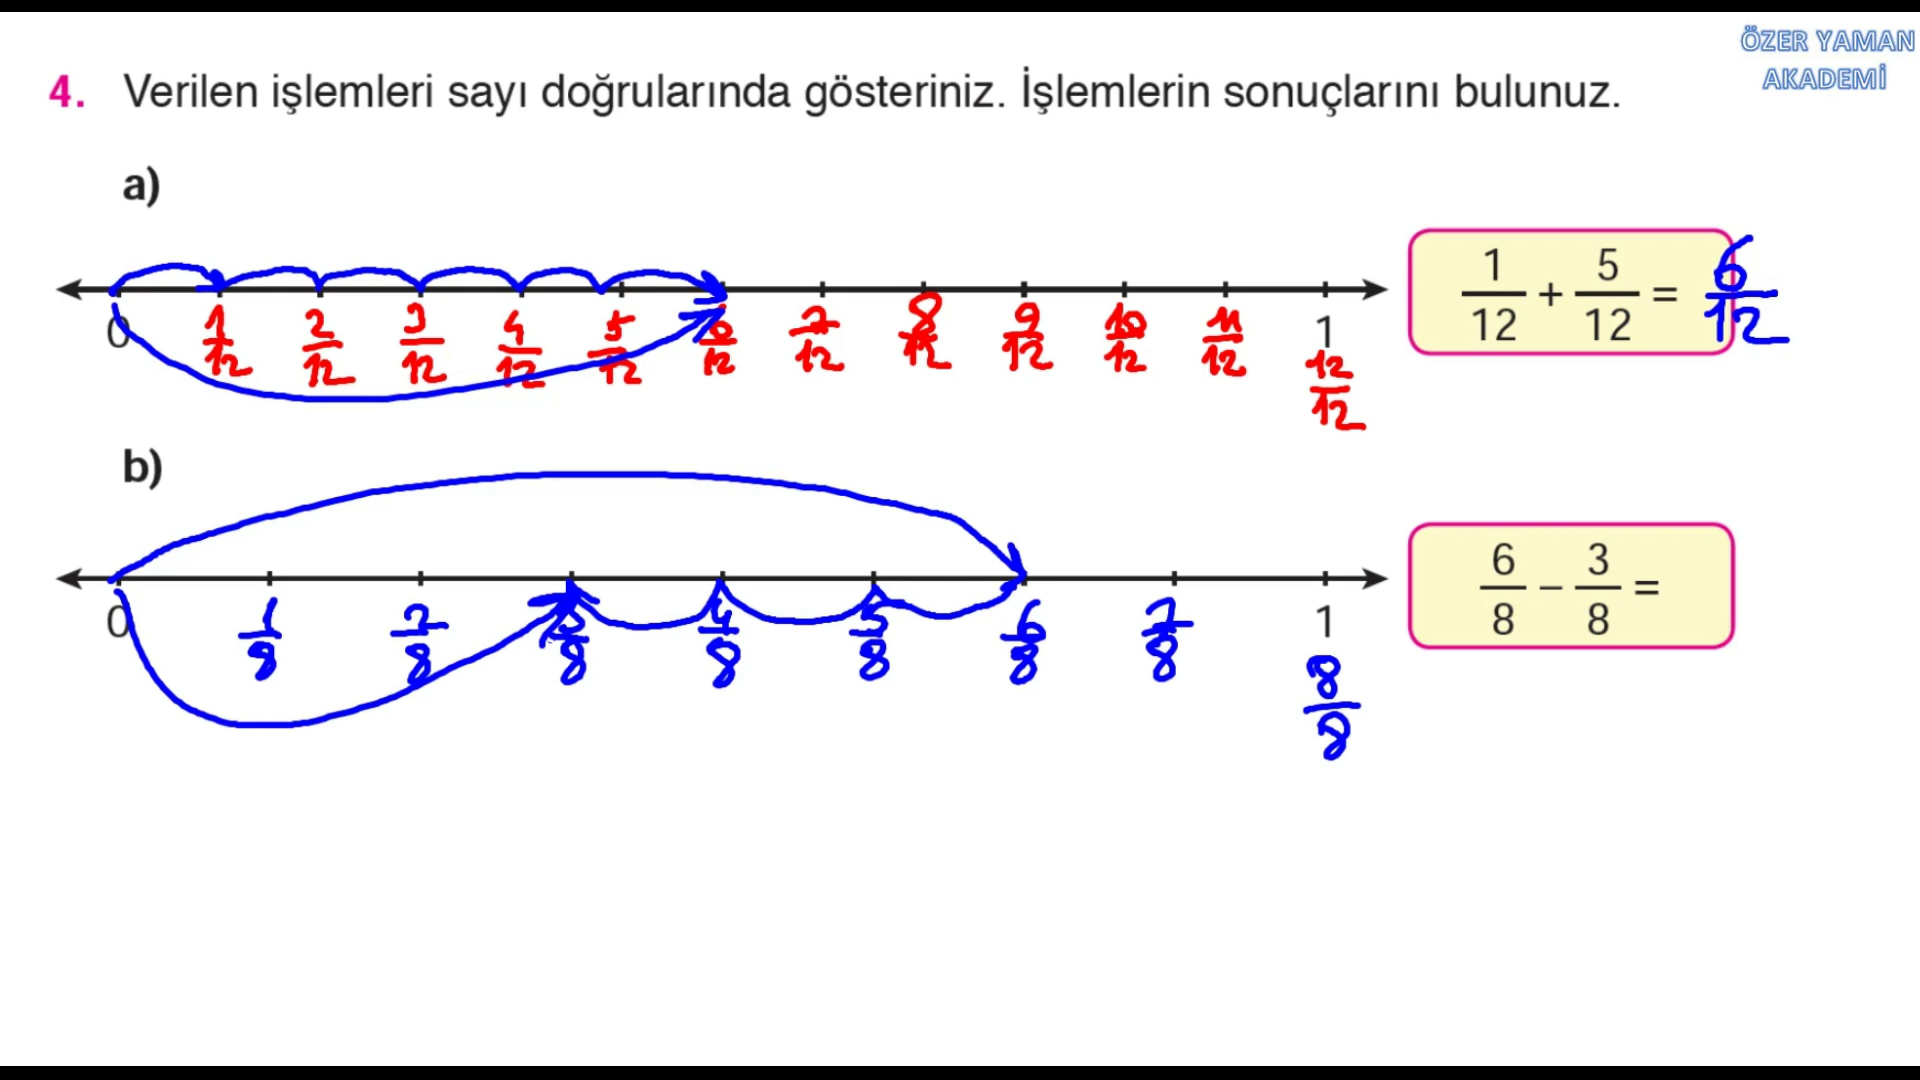 ÖZER YAMAN
AKADEMİ
4. Verilen işlemleri sayı doğrularında gösteriniz. İşlemlerin sonuçlarını bulunuz.
a)
0 1/12 2/12 3/12 4/12 5/12 6/12 7/12 8/12 9/12 10/12 11/12 1
12/12
1/12 + 5/12 = 6/12
b)
0 1/8 2/8 3/8 4/8 5/8 6/8 7/8 1
8/8
6/8 − 3/8 =